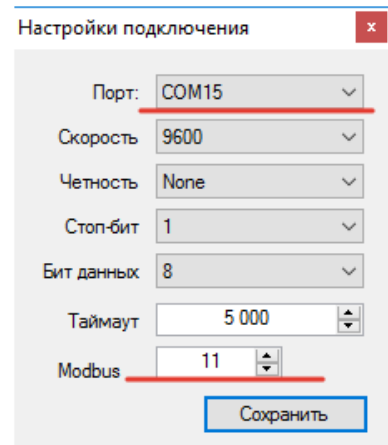 Настройки подключения x
Порт: COM15
Скорость 9600
Четность None
Стоп-бит 1
Бит данных 8
Таймаут 5 000
Modbus 11
Сохранить